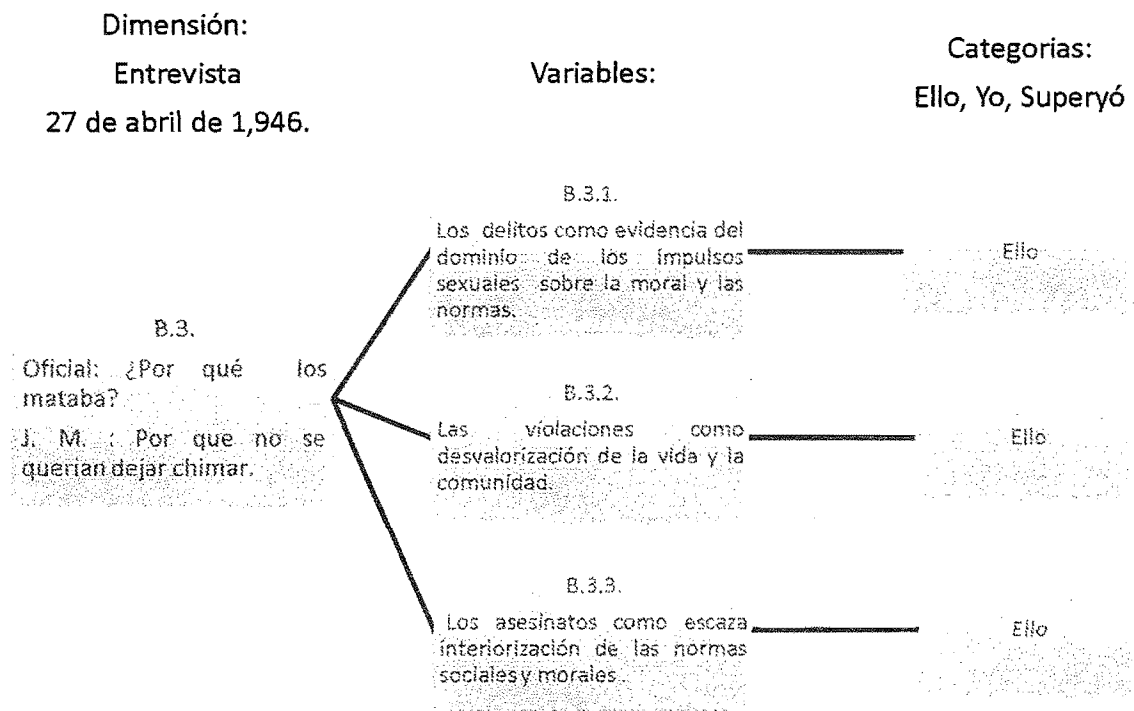 Dimensión:
Entrevista
27 de abril de 1,946.
Variables:
Categorias:
Ello, Yo, Superyó
B.3.
Oficial: ¿Por qué los
mataba?
J. M. : Por que no se
querían dejar chimar.
B.3.1.
Los delitos como evidencia del
dominio de los impulsos
sexuales sobre la moral y las
normas.
Ello
B.3.2.
Las violaciones como
desvalorización de la vida y la
comunidad.
Ello
B.3.3.
Los asesinatos como escaza
interiorización de las normas
sociales y morales.
Ello